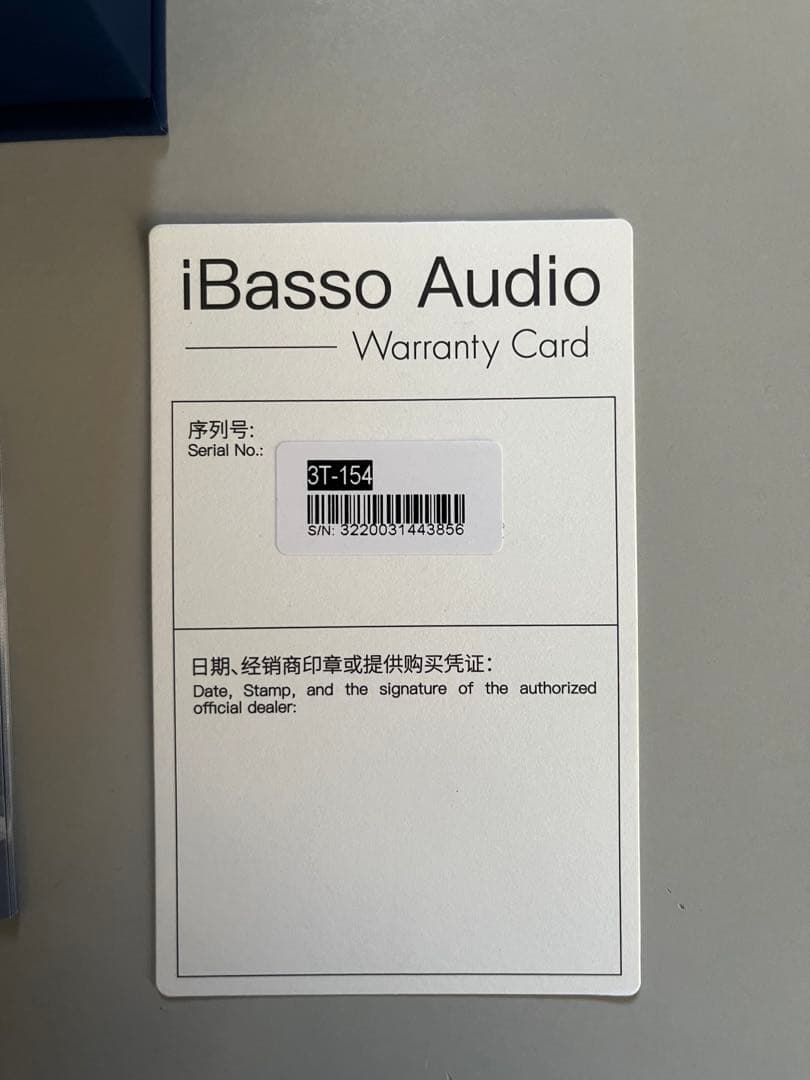 iBasso Audio
Warranty Card
序列号:
Serial No.:
3T-154
S/N: 3220031443856
日期、经销商印章或提供购买凭证:
Date, Stamp, and the signature of the authorized
official dealer: